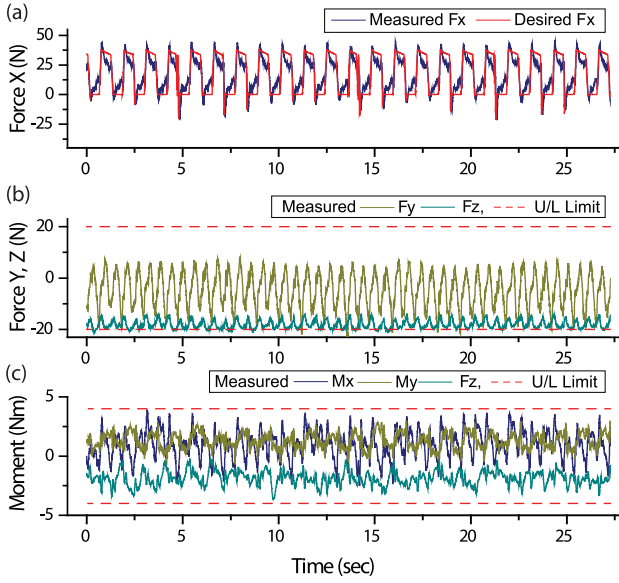 (a)
Measured Fx Desired Fx
Force X (N)
50
25
0
-25
0 5 10 15 20 25
(b)
Measured Fy Fz, U/L Limit
Force Y, Z (N)
20
0
-20
0 5 10 15 20 25
(c)
Measured Mx My Fz, U/L Limit
Moment (Nm)
5
0
-5
0 5 10 15 20 25
Time (sec)